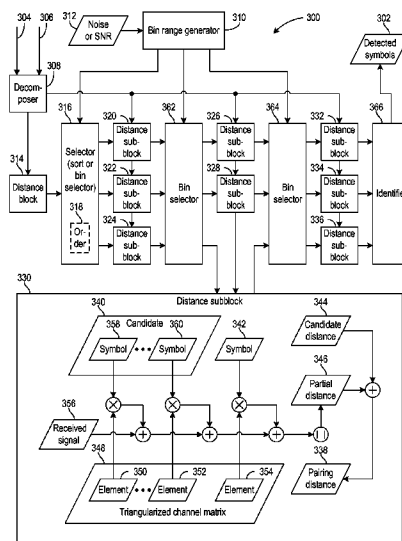 304
306
312
Noise
or SNR
Bin range generator
310
300
302
Detected
symbols
308
Decom-
poser
316
320
362
326
364
332
366
314
Distance
block
Selector
(sort or
bin
selector)
318
Or-
der
Distance
sub-
block
322
Distance
sub-
block
324
Distance
sub-
block
Bin
selector
Distance
sub-
block
328
Distance
sub-
block
Bin
selector
Distance
sub-
block
334
Distance
sub-
block
336
Distance
sub-
block
Identifie
330
Distance subblock
340
Candidate
358
360
Symbol
Symbol
342
Symbol
344
Candidate
distance
346
Partial
distance
356
Received
signal
338
Pairing
distance
348
350
Element
352
Element
354
Element
Triangularized channel matrix